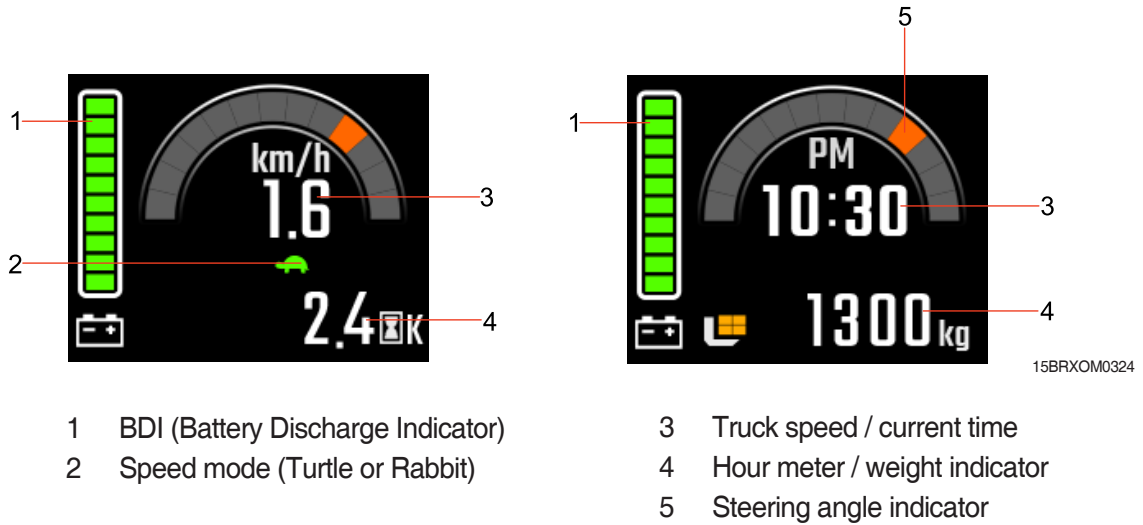 5
1
km/h
1.6
3
2
2.4 K
4
1
PM
10:30
3
1300 kg
4
15BRXOM0324
1 BDI (Battery Discharge Indicator)
2 Speed mode (Turtle or Rabbit)
3 Truck speed / current time
4 Hour meter / weight indicator
5 Steering angle indicator